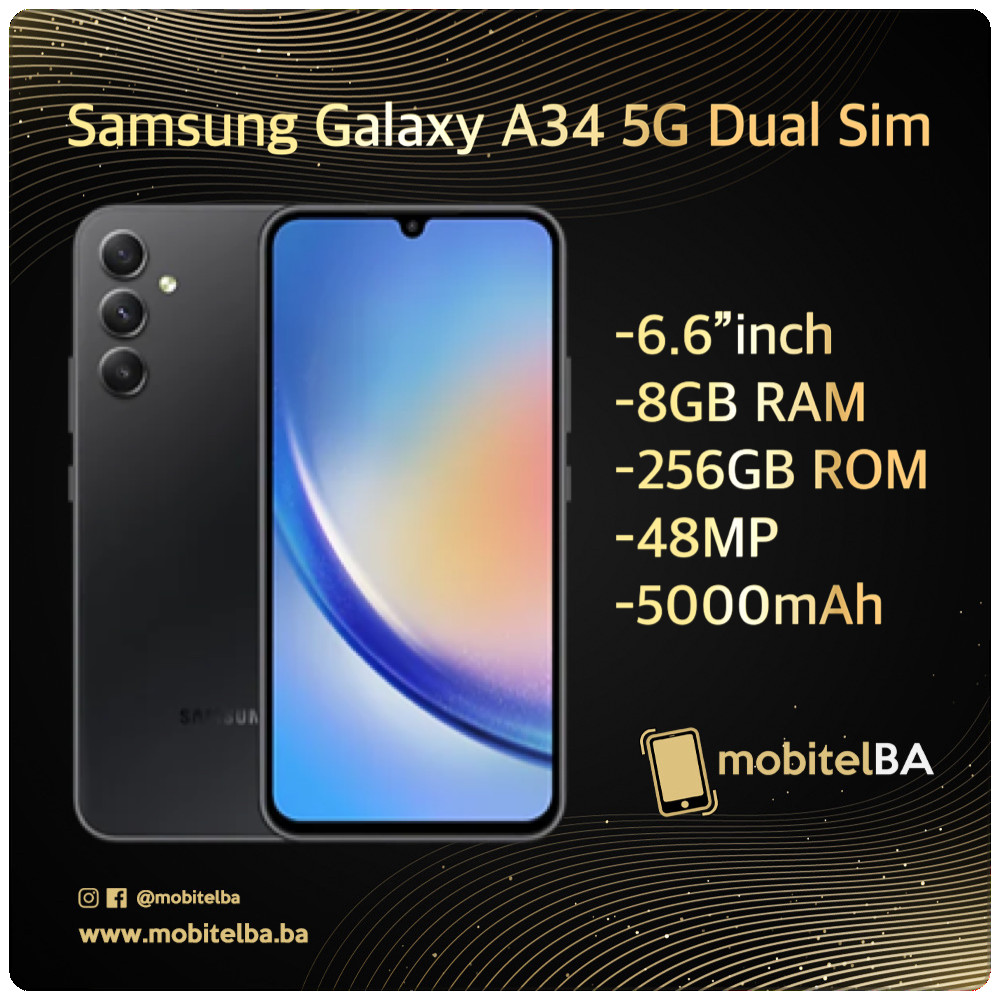 Samsung Galaxy A34 5G Dual Sim
-6.6”inch
-8GB RAM
-256GB ROM
-48MP
-5000mAh
SAMSUN
mobitelBA
@mobitelba
www.mobitelba.ba